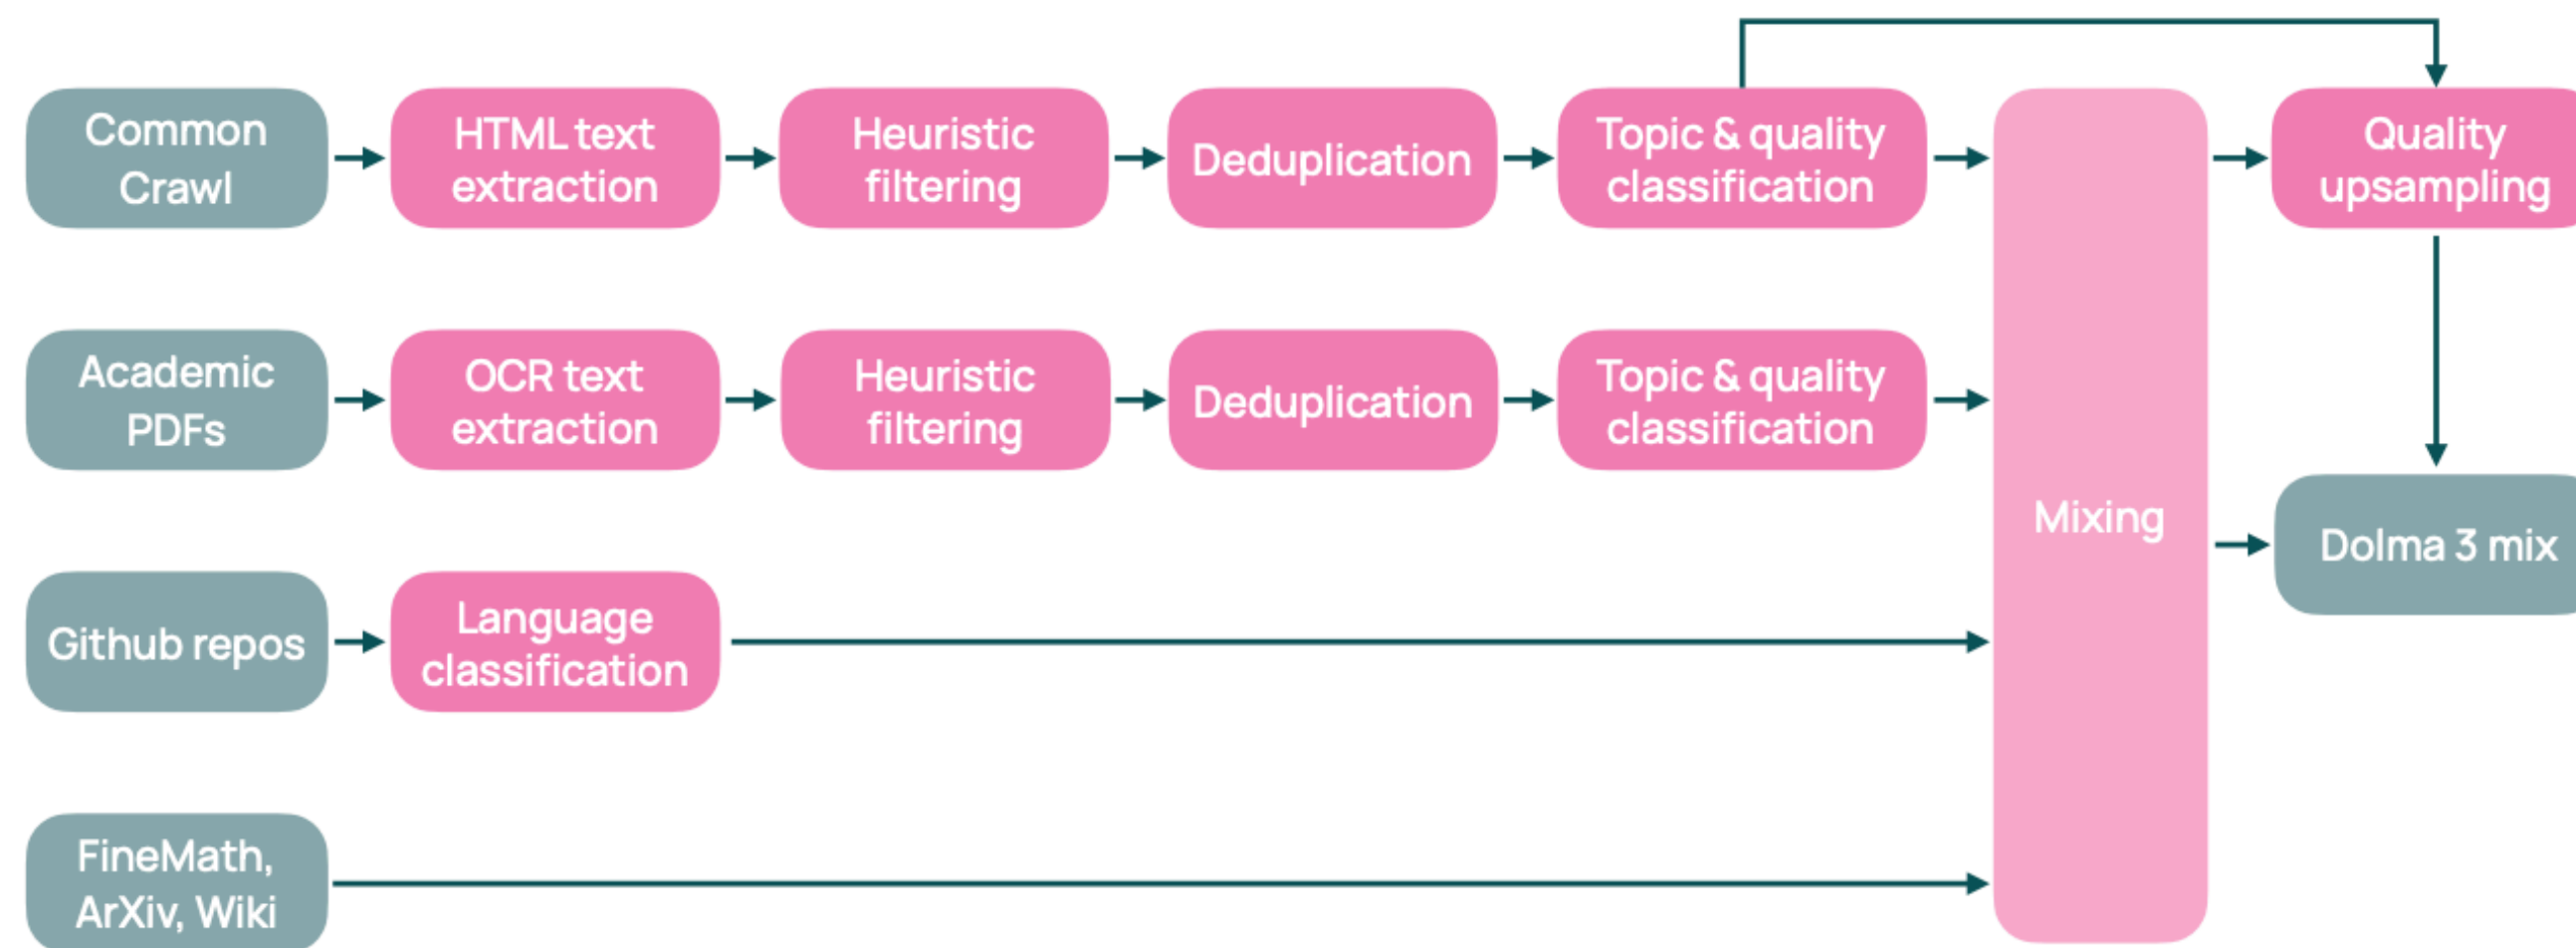 Common
Crawl
HTML text
extraction
Heuristic
filtering
Deduplication
Topic & quality
classification
Quality
upsampling
Academic
PDFs
OCR text
extraction
Heuristic
filtering
Deduplication
Topic & quality
classification
Mixing
Dolma 3 mix
Github repos
Language
classification
FineMath,
ArXiv, Wiki